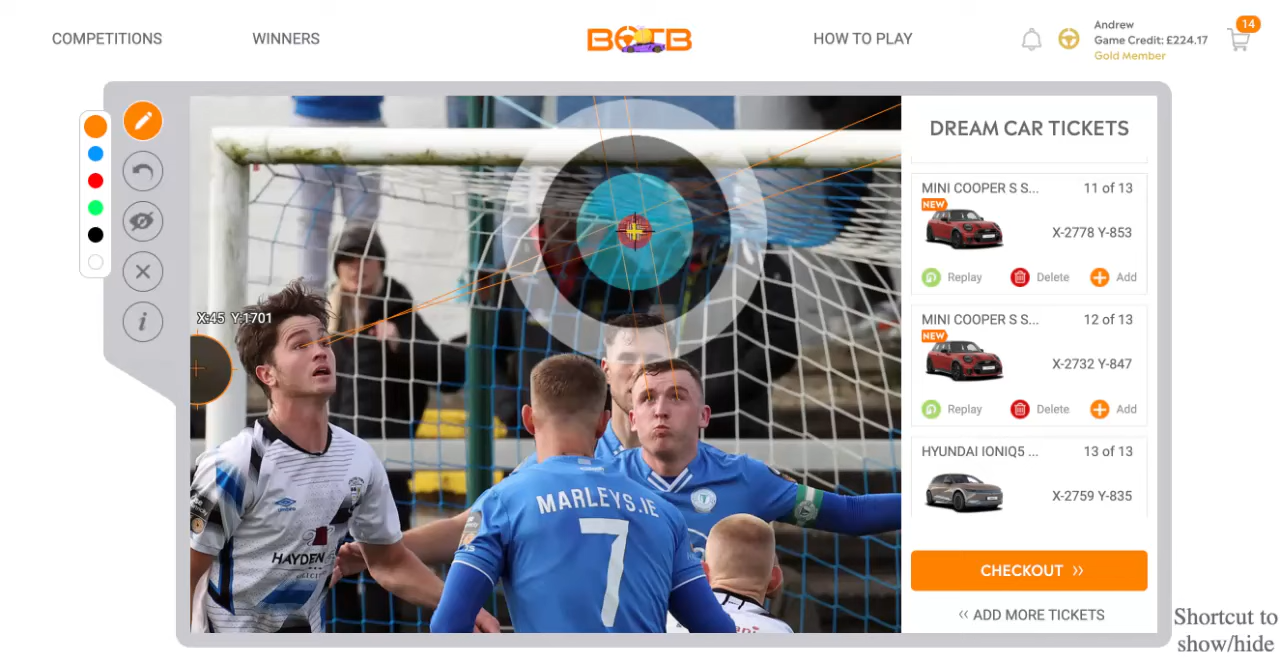 COMPETITIONS
WINNERS
BOTB
HOW TO PLAY
Andrew
Game Credit: £224.17
Gold Member
14
X:45 Y:1701
MARLEYS.IE
7
HAYDEN
DREAM CAR TICKETS
MINI COOPER S S... 11 of 13
NEW
X-2778 Y-853
Replay Delete Add
MINI COOPER S S... 12 of 13
NEW
X-2732 Y-847
Replay Delete Add
HYUNDAI IONIQ5 ... 13 of 13
X-2759 Y-835
CHECKOUT »
« ADD MORE TICKETS
Shortcut to
show/hide